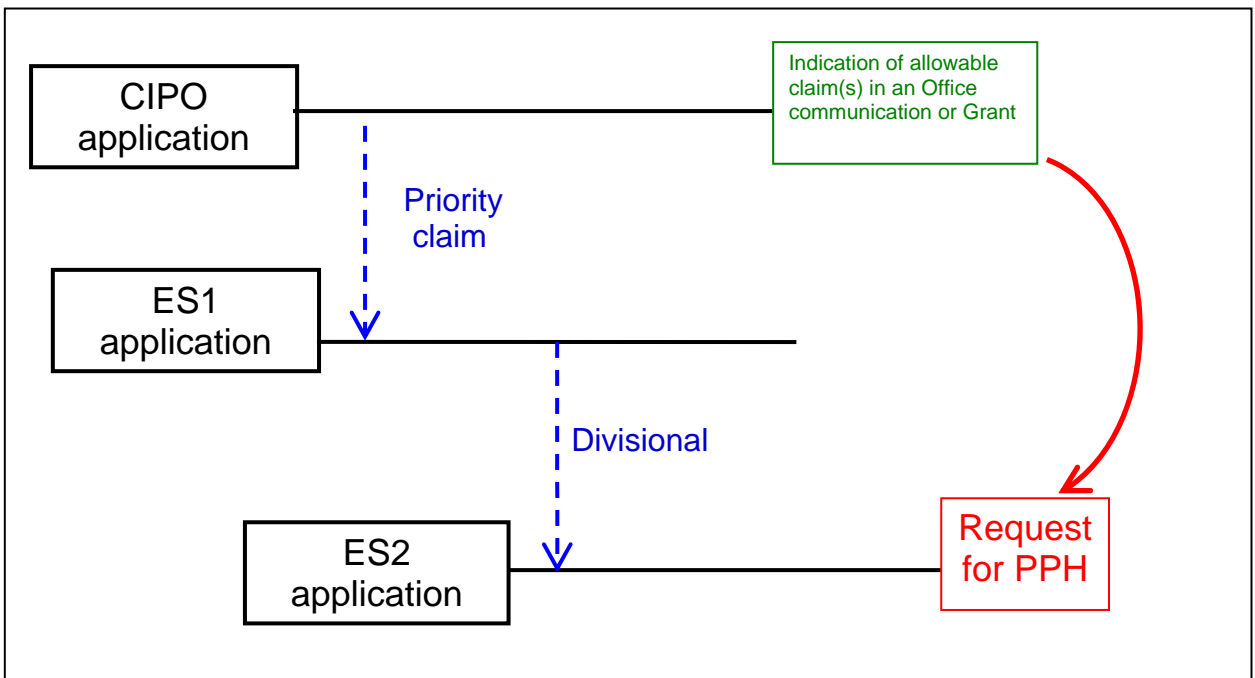 CIPO
application
Indication of allowable
claim(s) in an Office
communication or Grant
Priority
claim
ES1
application
Divisional
ES2
application
Request
for PPH